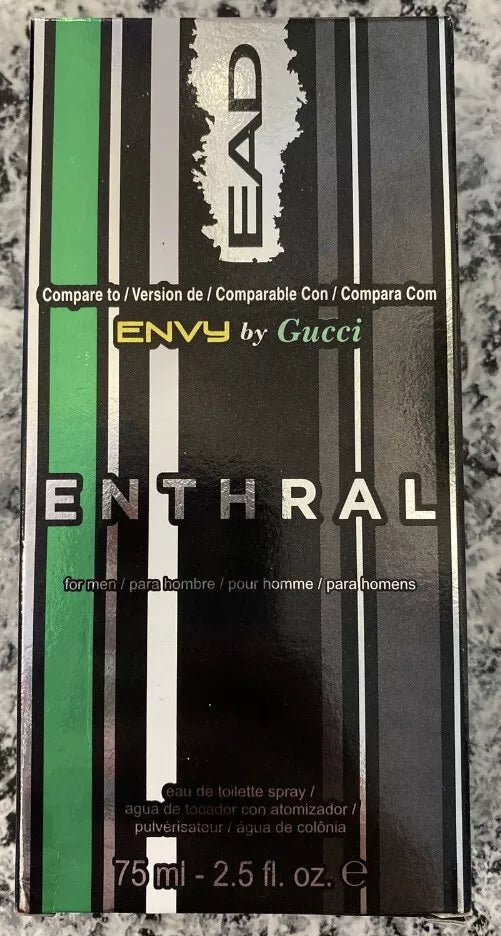 EAD
Compare to / Version de / Comparable Con / Compara Com
ENVY by Gucci
ENTHRAL
for men / para hombre / pour homme / para homens
eau de toilette spray /
agua de tocador con atomizador /
pulvérisateur / água de colônia
75 ml - 2.5 fl. oz. ℮